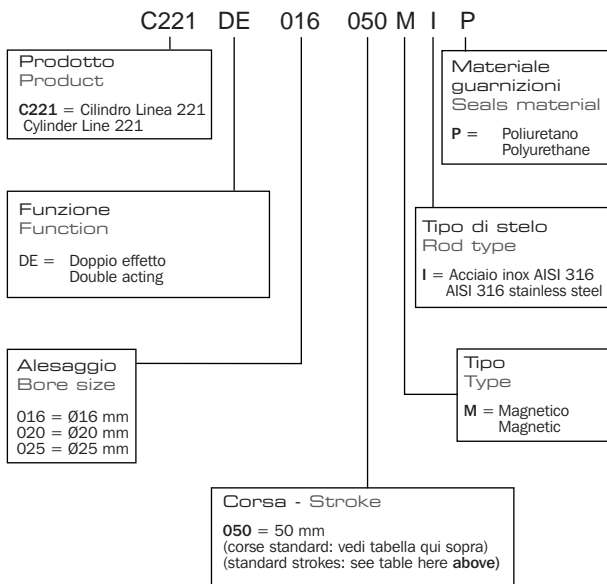 C221 DE 016 050 M I P
Prodotto
Product
C221 = Cilindro Linea 221
Cylinder Line 221
Materiale
guarnizioni
Seals material
P = Poliuretano
Polyurethane
Funzione
Function
DE = Doppio effetto
Double acting
Tipo di stelo
Rod type
I = Acciaio inox AISI 316
AISI 316 stainless steel
Alesaggio
Bore size
016 = Ø16 mm
020 = Ø20 mm
025 = Ø25 mm
Tipo
Type
M = Magnetico
Magnetic
Corsa - Stroke
050 = 50 mm
(corse standard: vedi tabella qui sopra)
(standard strokes: see table here above)